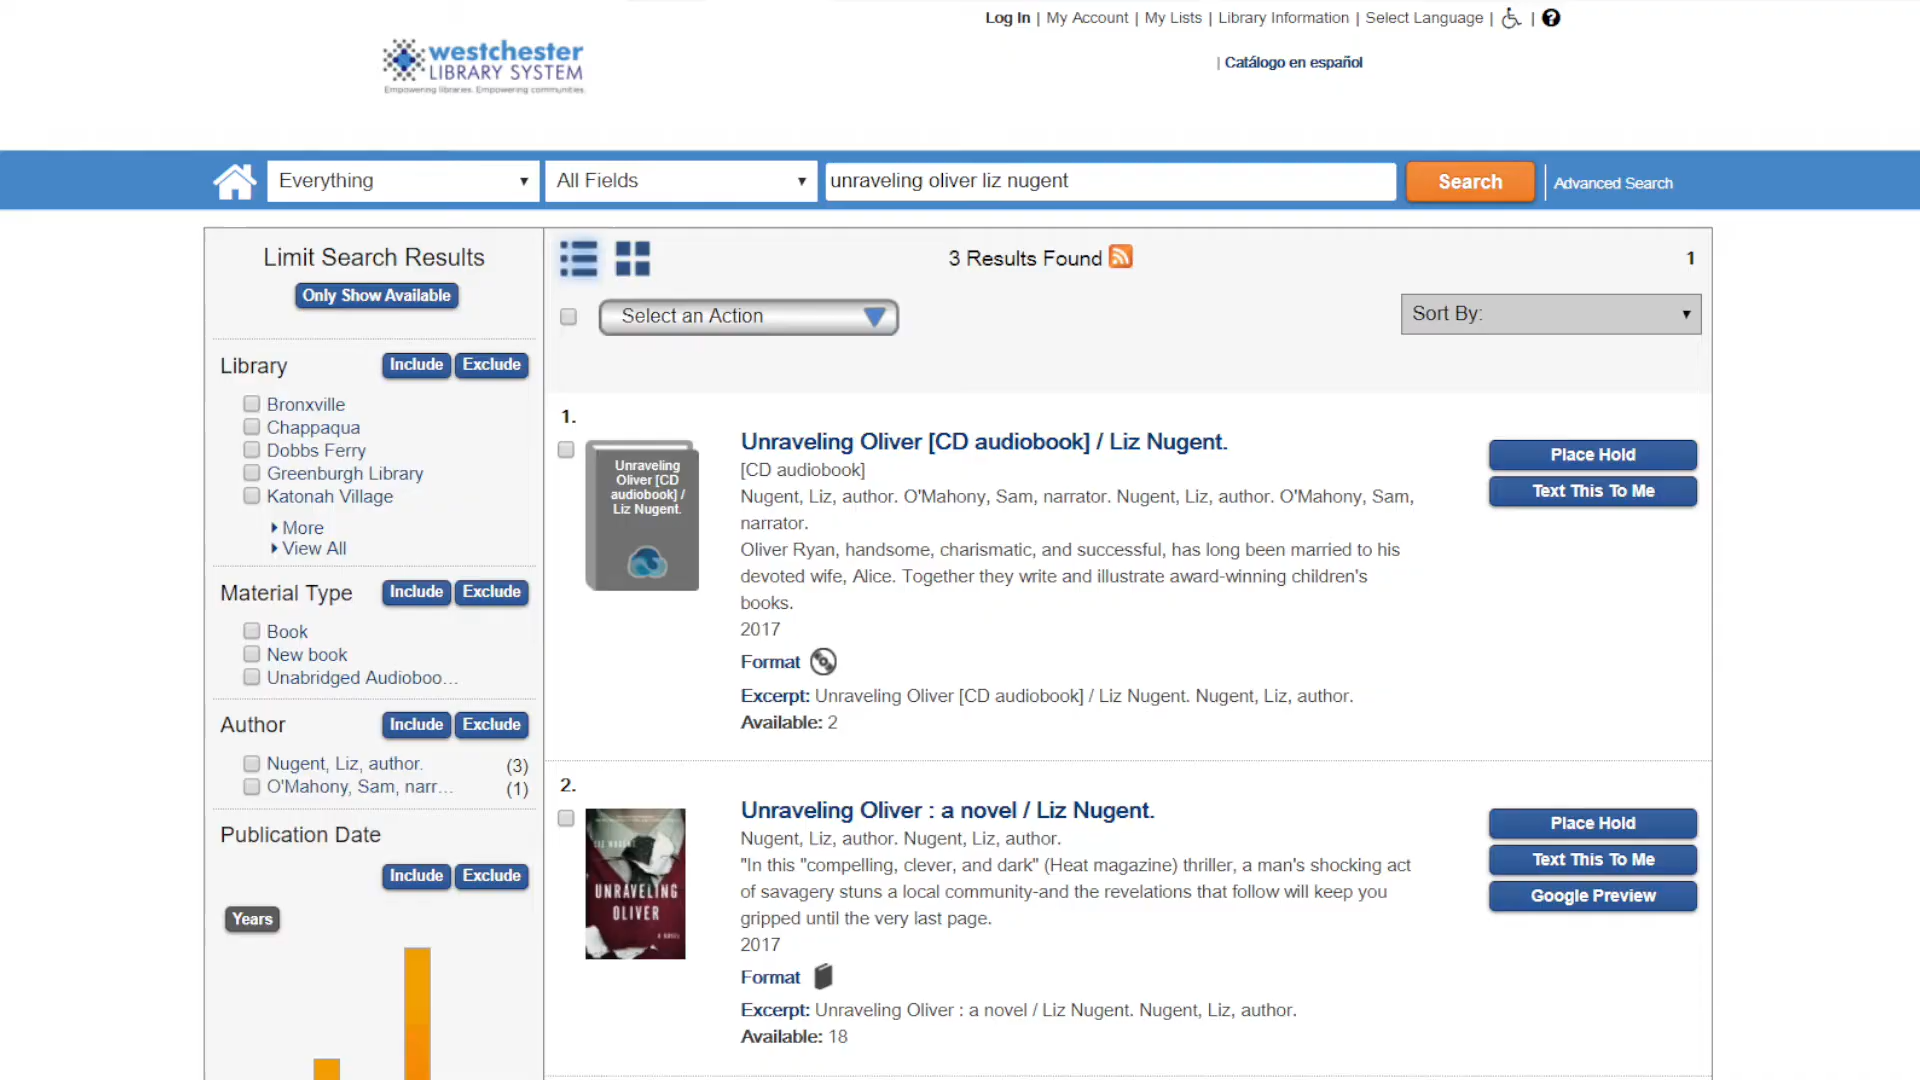 Log In | My Account | My Lists | Library Information | Select Language | |
westchester
LIBRARY SYSTEM
Empowering libraries. Empowering communities.
| Catálogo en español
Everything
All Fields
unraveling oliver liz nugent
Search
Advanced Search
Limit Search Results
Only Show Available
Library
Include
Exclude
Bronxville
Chappaqua
Dobbs Ferry
Greenburgh Library
Katonah Village
More
View All
Material Type
Include
Exclude
Book
New book
Unabridged Audioboo...
Author
Include
Exclude
Nugent, Liz, author. (3)
O'Mahony, Sam, narr... (1)
Publication Date
Include
Exclude
Years
3 Results Found
1
Select an Action
Sort By:
1.
Unraveling
Oliver [CD
audiobook] /
Liz Nugent.
Unraveling Oliver [CD audiobook] / Liz Nugent.
[CD audiobook]
Nugent, Liz, author. O'Mahony, Sam, narrator. Nugent, Liz, author. O'Mahony, Sam,
narrator.
Oliver Ryan, handsome, charismatic, and successful, has long been married to his
devoted wife, Alice. Together they write and illustrate award-winning children's
books.
2017
Format
Excerpt: Unraveling Oliver [CD audiobook] / Liz Nugent. Nugent, Liz, author.
Available: 2
Place Hold
Text This To Me
2.
UNRAVELING
OLIVER
A NOVEL
Unraveling Oliver : a novel / Liz Nugent.
Nugent, Liz, author. Nugent, Liz, author.
"In this "compelling, clever, and dark" (Heat magazine) thriller, a man's shocking act
of savagery stuns a local community-and the revelations that follow will keep you
gripped until the very last page.
2017
Format
Excerpt: Unraveling Oliver : a novel / Liz Nugent. Nugent, Liz, author.
Available: 18
Place Hold
Text This To Me
Google Preview